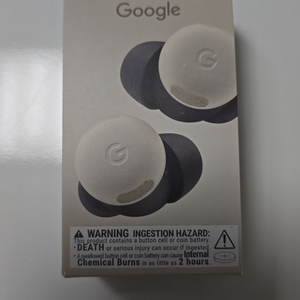 Google
G
G
⚠ WARNING INGESTION HAZARD:
This product contains a button cell or coin battery.
• DEATH or serious injury can occur if ingested.
• A swallowed button cell or coin battery can cause Internal
Chemical Burns in as little as 2 hours.